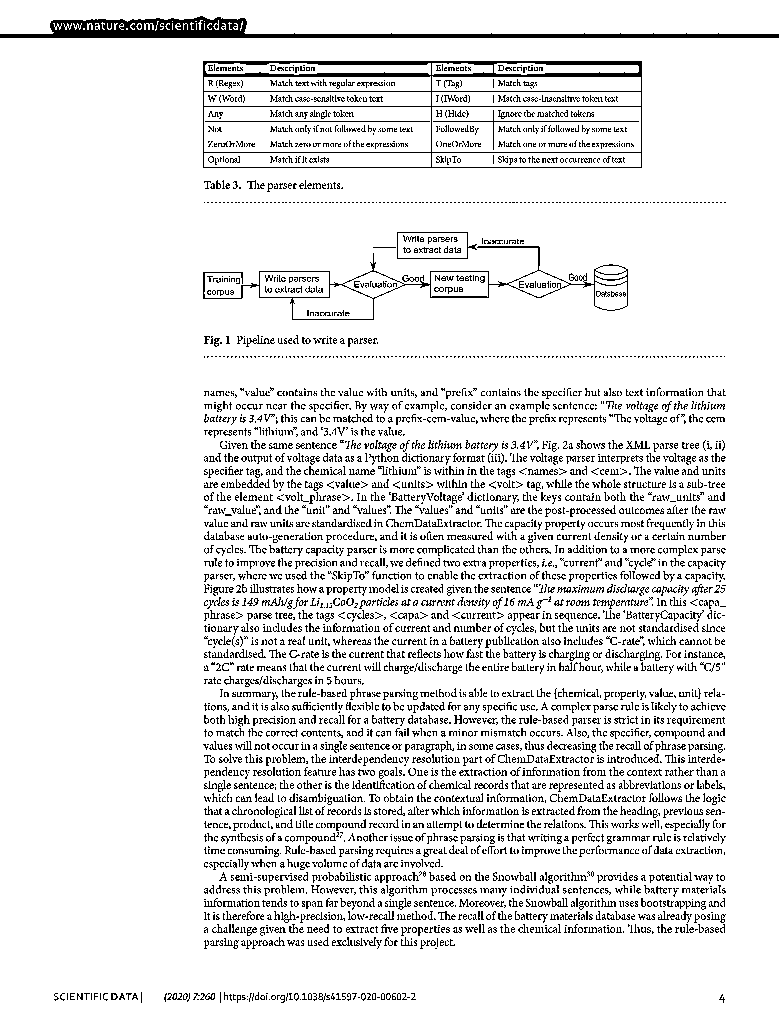 www.nature.com/scientificdata/
Elements Description Elements Description
R (Regex) Match text with regular expression T (Tag) Match tags
W (Word) Match case-sensitive token text I (IWord) Match case-insensitive token text
Any Match any single token H (Hide) Ignore the matched tokens
Not Match only if not followed by some text FollowedBy Match only if followed by some text
ZeroOrMore Match zero or more of the expressions OneOrMore Match one or more of the expressions
Optional Match if it exists SkipTo Skips to the next occurrence of text
Table 3. The parser elements.
Write parsers
to extract data
Inaccurate
Training
corpus
Write parsers
to extract data
Evaluation
Good
New testing
corpus
Evaluation
Good
Database
Inaccurate
Fig. 1 Pipeline used to write a parser.
names, “value” contains the value with units, and “prefix” contains the specifier but also text information that
might occur near the specifier. By way of example, consider an example sentence: “The voltage of the lithium
battery is 3.4V”; this can be matched to a prefix-cem-value, where the prefix represents “The voltage of”, the cem
represents “lithium”, and ‘3.4V’ is the value.
Given the same sentence “The voltage of the lithium battery is 3.4V”, Fig. 2a shows the XML parse tree (i, ii)
and the output of voltage data as a Python dictionary format (iii). The voltage parser interprets the voltage as the
specifier tag, and the chemical name “lithium” is within in the tags <names> and <cem>. The value and units
are embedded by the tags <value> and <units> within the <volt> tag, while the whole structure is a sub-tree
of the element <volt_phrase>. In the ‘BatteryVoltage’ dictionary, the keys contain both the “raw_units” and
“raw_value”, and the “unit” and “values”. The “values” and “units” are the post-processed outcomes after the raw
value and raw units are standardised in ChemDataExtractor. The capacity property occurs most frequently in this
database auto-generation procedure, and it is often measured with a given current density or a certain number
of cycles. The battery capacity parser is more complicated than the others. In addition to a more complex parse
rule to improve the precision and recall, we defined two extra properties, i.e., “current” and “cycle” in the capacity
parser, where we used the “SkipTo” function to enable the extraction of these properties followed by a capacity.
Figure 2b illustrates how a property model is created given the sentence “The maximum discharge capacity after 25
cycles is 149 mAh/g for Li1.12CoO2 particles at a current density of 16 mA g−1 at room temperature”. In this <capa_
phrase> parse tree, the tags <cycles>, <capa> and <current> appear in sequence. The ‘BatteryCapacity’ dic-
tionary also includes the information of current and number of cycles, but the units are not standardised since
“cycle(s)” is not a real unit, whereas the current in a battery publication also includes “C-rate”, which cannot be
standardised. The C-rate is the current that reflects how fast the battery is charging or discharging. For instance,
a “2C” rate means that the current will charge/discharge the entire battery in half hour, while a battery with “C/5”
rate charges/discharges in 5 hours.
In summary, the rule-based phrase parsing method is able to extract the {chemical, property, value, unit} rela-
tions, and it is also sufficiently flexible to be updated for any specific use. A complex parse rule is likely to achieve
both high precision and recall for a battery database. However, the rule-based parser is strict in its requirement
to match the correct contents, and it can fail when a minor mismatch occurs. Also, the specifier, compound and
values will not occur in a single sentence or paragraph, in some cases, thus decreasing the recall of phrase parsing.
To solve this problem, the interdependency resolution part of ChemDataExtractor is introduced. This interde-
pendency resolution feature has two goals. One is the extraction of information from the context rather than a
single sentence; the other is the identification of chemical records that are represented as abbreviations or labels,
which can lead to disambiguation. To obtain the contextual information, ChemDataExtractor follows the logic
that a chronological list of records is stored, after which information is extracted from the heading, previous sen-
tence, product, and title compound record in an attempt to determine the relations. This works well, especially for
the synthesis of a compound27. Another issue of phrase parsing is that writing a perfect grammar rule is relatively
time consuming. Rule-based parsing requires a great deal of effort to improve the performance of data extraction,
especially when a huge volume of data are involved.
A semi-supervised probabilistic approach28 based on the Snowball algorithm30 provides a potential way to
address this problem. However, this algorithm processes many individual sentences, while battery materials
information tends to span far beyond a single sentence. Moreover, the Snowball algorithm uses bootstrapping and
it is therefore a high-precision, low-recall method. The recall of the battery materials database was already posing
a challenge given the need to extract five properties as well as the chemical information. Thus, the rule-based
parsing approach was used exclusively for this project.
SCIENTIFIC DATA | (2020) 7:260 | https://doi.org/10.1038/s41597-020-00602-2 4